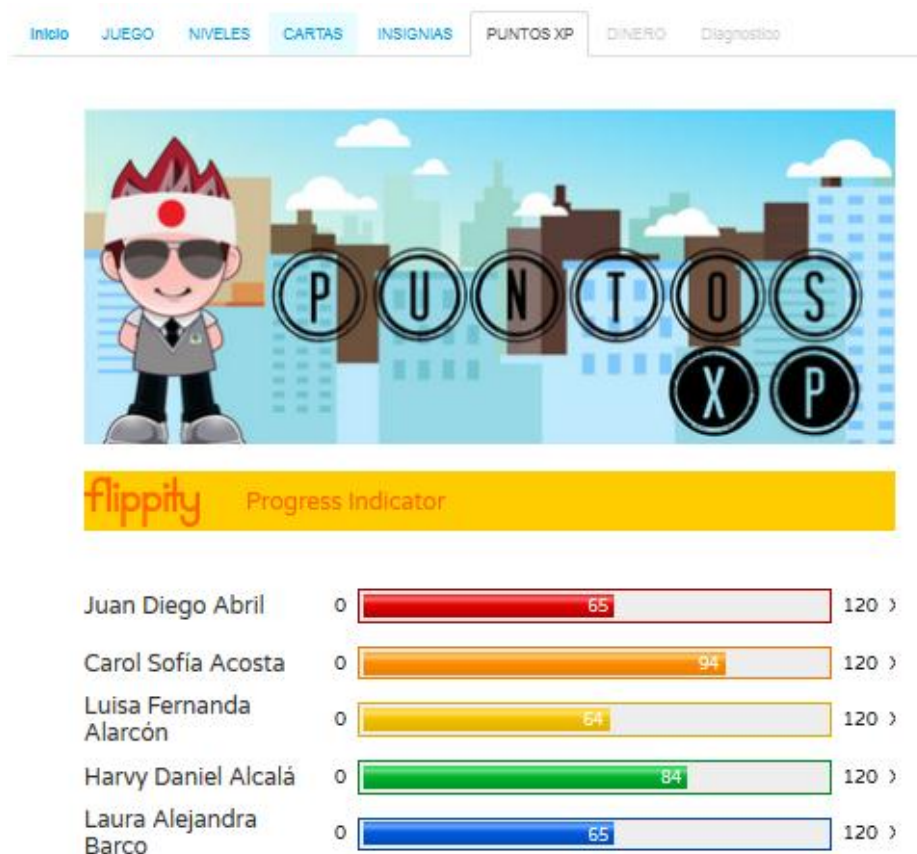 Inicio JUEGO NIVELES CARTAS INSIGNIAS PUNTOS XP DINERO Diagnostico
PUNTOS
XP
flippity Progress Indicator
Juan Diego Abril 0 65 120
Carol Sofía Acosta 0 94 120
Luisa Fernanda
Alarcón 0 64 120
Harvy Daniel Alcalá 0 84 120
Laura Alejandra
Barco 0 65 120